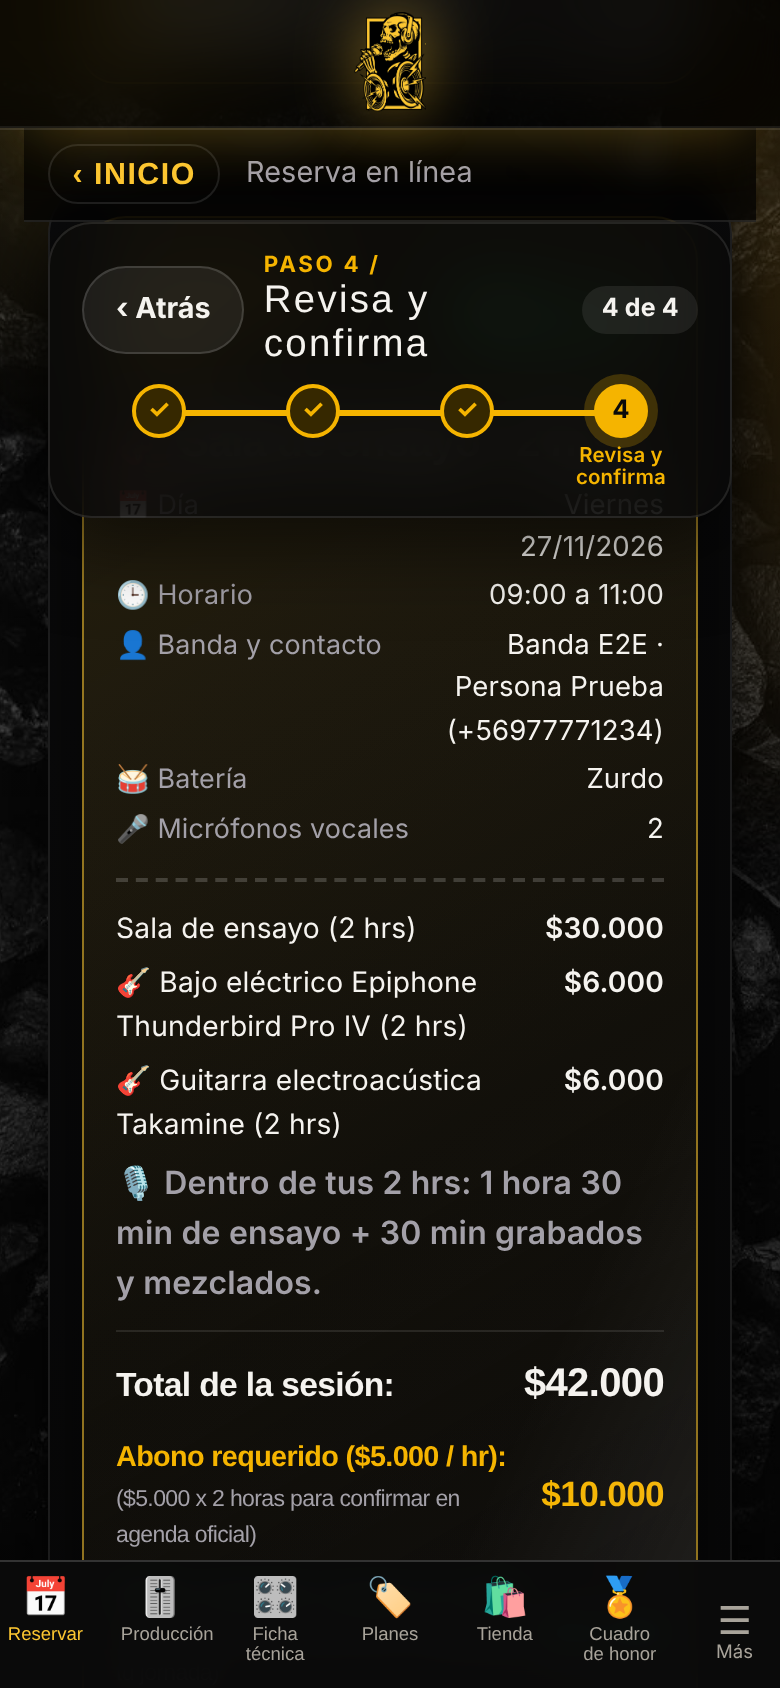 ‹ INICIO
Reserva en línea
‹ Atrás
PASO 4 /
Revisa y
confirma
4 de 4
4
Revisa y
confirma
Día
Viernes
27/11/2026
Horario
09:00 a 11:00
Banda y contacto
Banda E2E ·
Persona Prueba
(+56977771234)
Batería
Zurdo
Micrófonos vocales
2
Sala de ensayo (2 hrs)
$30.000
Bajo eléctrico Epiphone
Thunderbird Pro IV (2 hrs)
$6.000
Guitarra electroacústica
Takamine (2 hrs)
$6.000
Dentro de tus 2 hrs: 1 hora 30
min de ensayo + 30 min grabados
y mezclados.
Total de la sesión:
$42.000
Abono requerido ($5.000 / hr):
($5.000 x 2 horas para confirmar en
agenda oficial)
$10.000
July
17
Reservar
Producción
Ficha
técnica
Planes
Tienda
Cuadro
de honor
Más